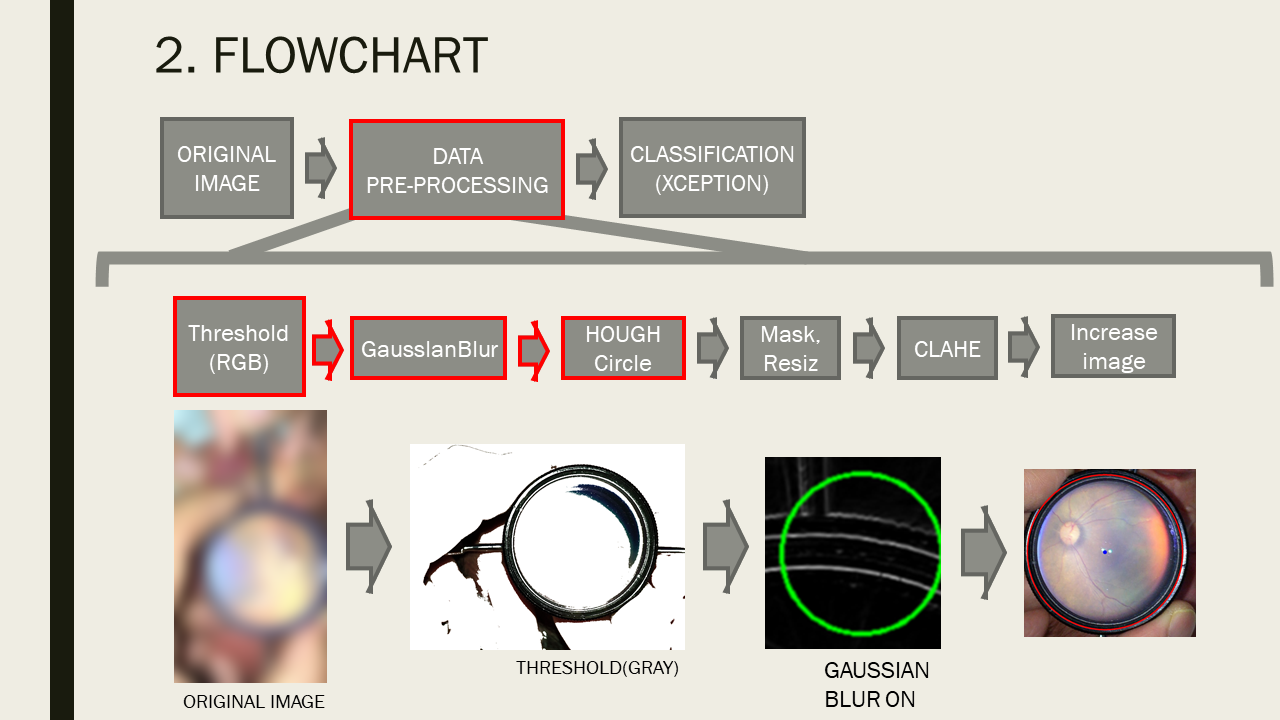 2. FLOWCHART
ORIGINAL
IMAGE
DATA
PRE-PROCESSING
CLASSIFICATION
(XCEPTION)
Threshold
(RGB)
GausslanBlur
HOUGH
Circle
Mask,
Resiz
CLAHE
Increase
image
ORIGINAL IMAGE
THRESHOLD(GRAY)
GAUSSIAN
BLUR ON